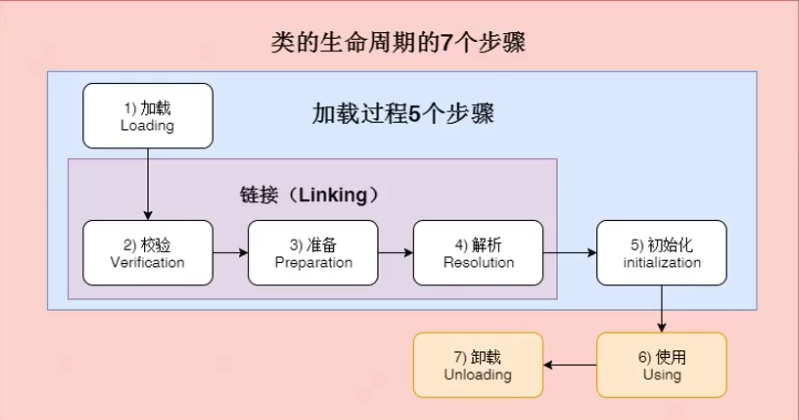 类的生命周期的7个步骤
1) 加载
Loading
加载过程5个步骤
链接（Linking）
2) 校验
Verification
3) 准备
Preparation
4) 解析
Resolution
5) 初始化
initialization
7) 卸载
Unloading
6) 使用
Using